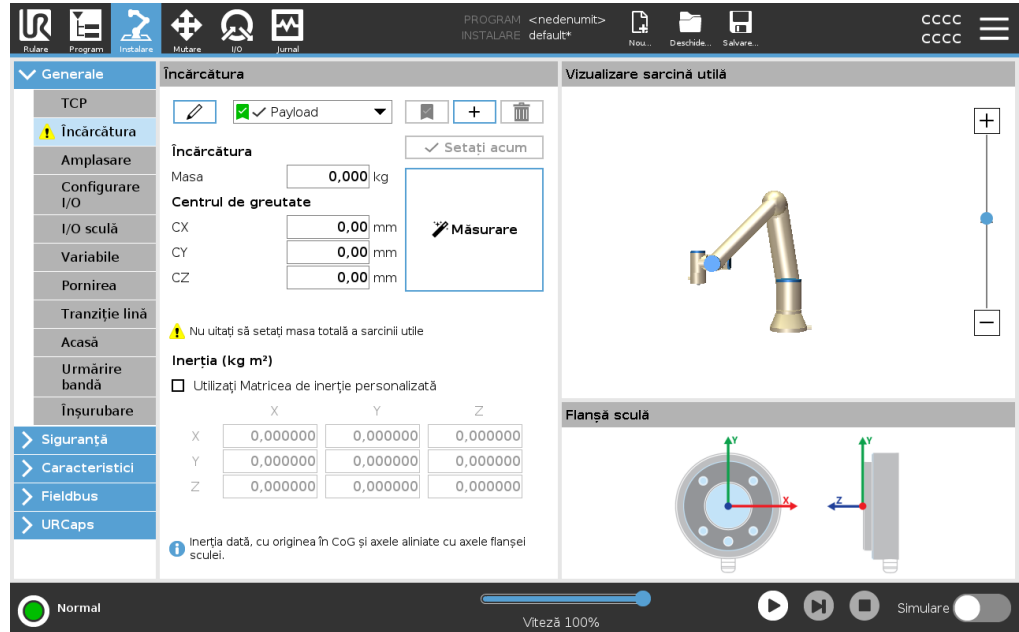 PROGRAM <nedenumit>
INSTALARE default*
Rulare
Program
Instalare
Mutare
I/O
Jurnal
Nou...
Deschide...
Salvare...
cccc
cccc
Generale
TCP
Încărcătura
Amplasare
Configurare
I/O
I/O sculă
Variabile
Pornirea
Tranziție lină
Acasă
Urmărire
bandă
Înșurubare
Siguranță
Caracteristici
Fieldbus
URCaps
Încărcătura
Payload
Setați acum
Încărcătura
Masa 0,000 kg
Centrul de greutate
CX 0,00 mm
CY 0,00 mm
CZ 0,00 mm
Măsurare
Nu uitați să setați masa totală a sarcinii utile
Inerția (kg m²)
Utilizați Matricea de inerție personalizată
X Y Z
X 0,000000 0,000000 0,000000
Y 0,000000 0,000000 0,000000
Z 0,000000 0,000000 0,000000
Inerția dată, cu originea în CoG și axele aliniate cu axele flanșei
sculei.
Vizualizare sarcină utilă
Flanșă sculă
Y
X
Y
Z
Normal
Viteză 100%
Simulare